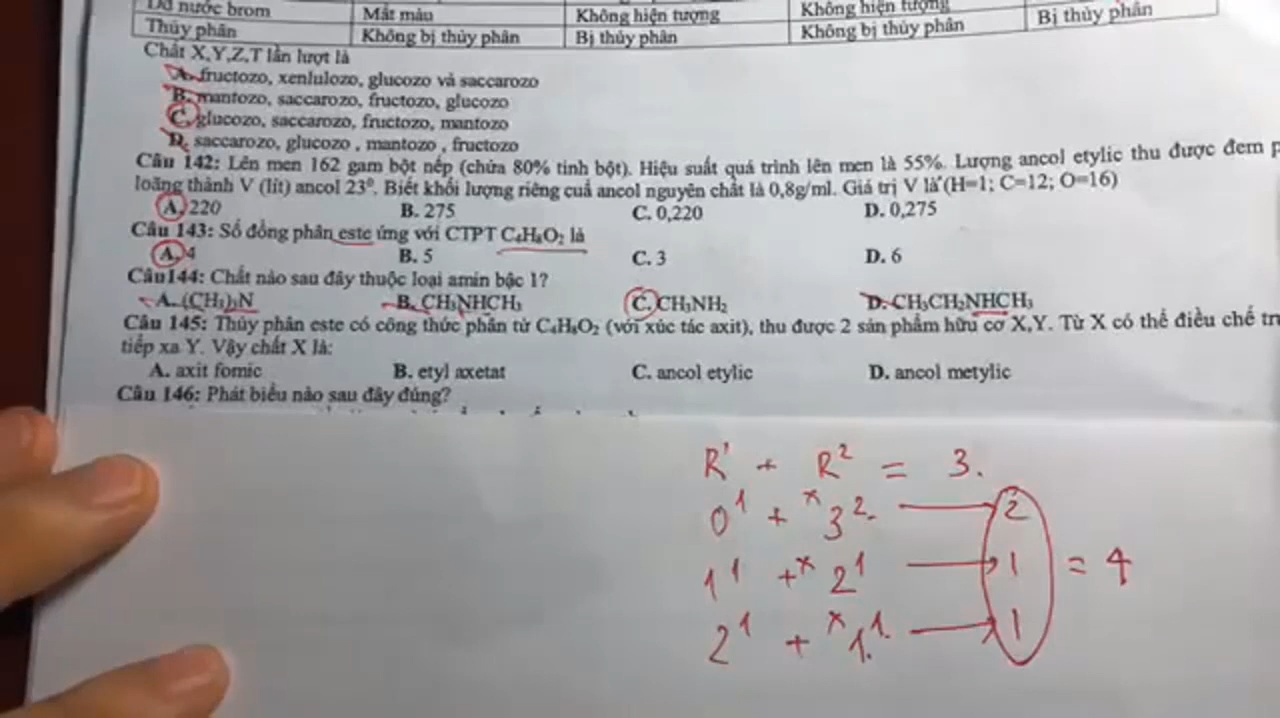 Dd nước brom Mất màu Không hiện tượng Không hiện tượng
Thủy phân Không bị thủy phân Bị thủy phân Không bị thủy phân Bị thủy phân
Chất X,Y,Z,T lần lượt là
A. fructozo, xenlulozo, glucozo và saccarozo
B. mantozo, saccarozo, fructozo, glucozo
C. glucozo, saccarozo, fructozo, mantozo
D. saccarozo, glucozo , mantozo , fructozo
Câu 142: Lên men 162 gam bột nếp (chứa 80% tinh bột). Hiệu suất quá trình lên men là 55%. Lượng ancol etylic thu được đem
loãng thành V (lít) ancol 23⁰. Biết khối lượng riêng cuả ancol nguyên chất là 0,8g/ml. Giá trị V là (H=1; C=12; O=16)
A. 220 B. 275 C. 0,220 D. 0,275
Câu 143: Số đồng phân este ứng với CTPT C₄H₈O₂ là
A. 4 B. 5 C. 3 D. 6
Câu144: Chất nào sau đây thuộc loại amin bậc 1?
A. (CH₃)₃N B. CH₃NHCH₃ C. CH₃NH₂ D. CH₃CH₂NHCH₃
Câu 145: Thủy phân este có công thức phân tử C₄H₈O₂ (với xúc tác axit), thu được 2 sản phẩm hữu cơ X,Y. Từ X có thể điều chế
tiếp xa Y. Vậy chất X là:
A. axit fomic B. etyl axetat C. ancol etylic D. ancol metylic
Câu 146: Phát biểu nào sau đây đúng?
R¹ + R² = 3.
0¹ + ˣ3² → 2
1¹ + ˣ2¹ → 1 = 4
2¹ + ˣ1¹ → 1